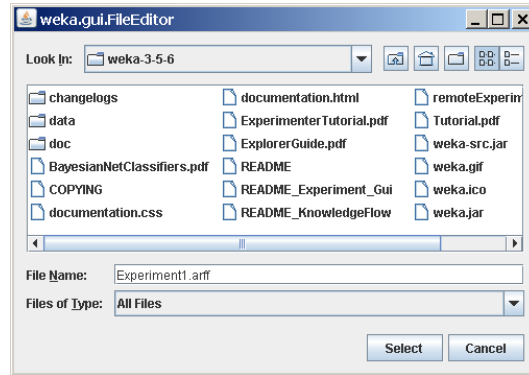 weka.gui.FileEditor
Look In: weka-3-5-6
changelogs documentation.html remoteExperim
data ExperimenterTutorial.pdf Tutorial.pdf
doc ExplorerGuide.pdf weka-src.jar
BayesianNetClassifiers.pdf README weka.gif
COPYING README_Experiment_Gui weka.ico
documentation.css README_KnowledgeFlow weka.jar
File Name: Experiment1.arff
Files of Type: All Files
Select Cancel